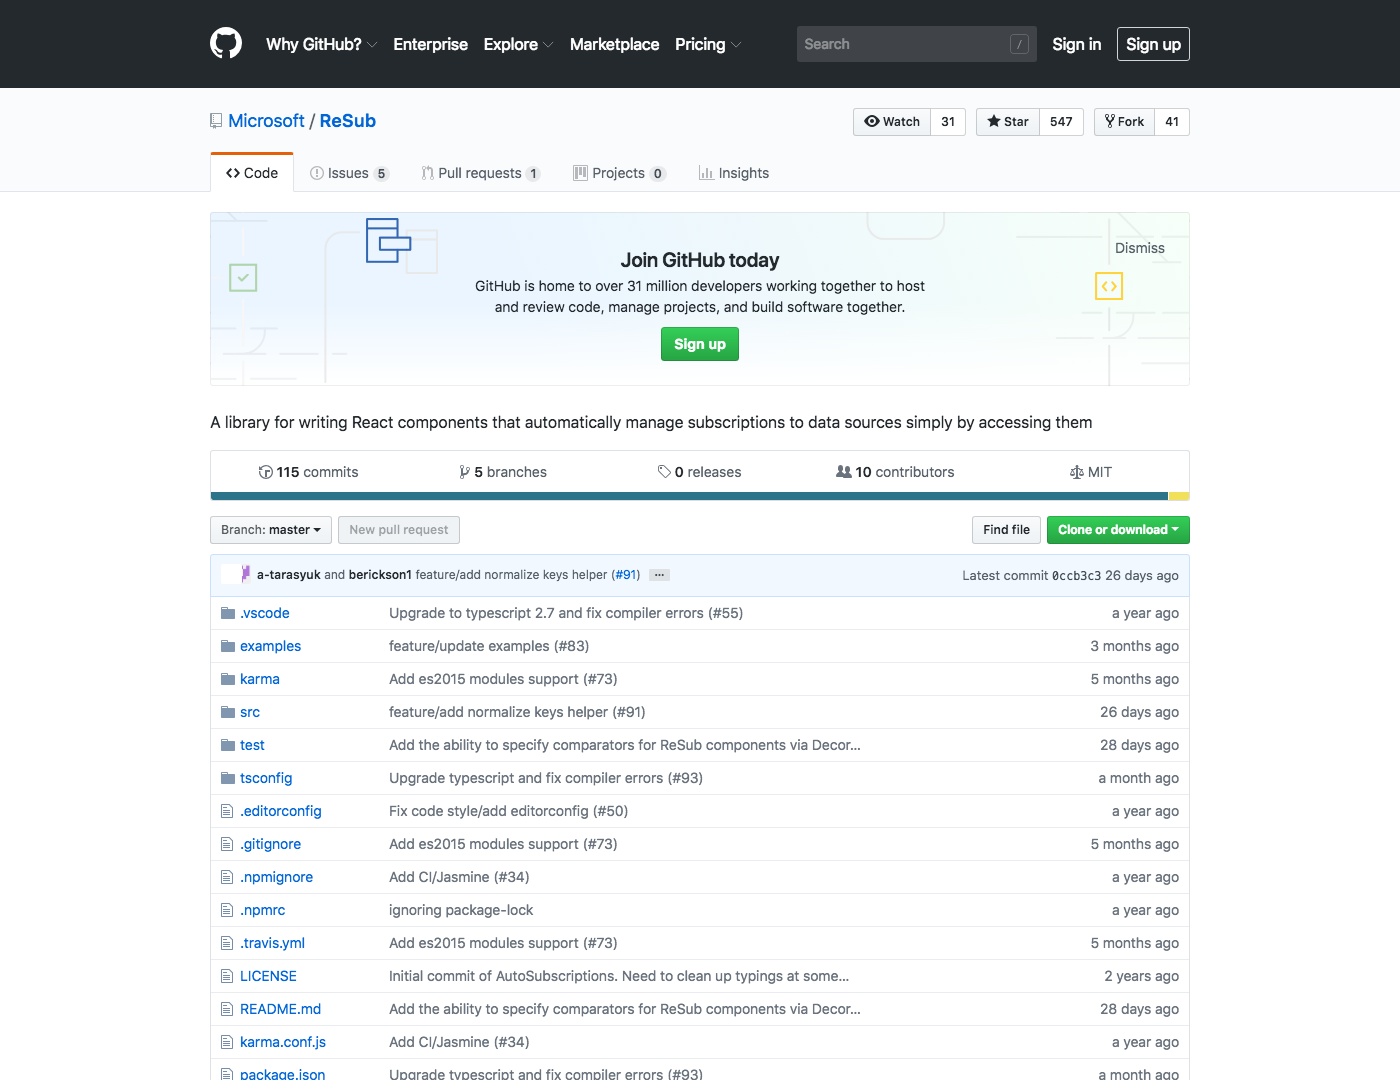 Why GitHub? Enterprise Explore Marketplace Pricing Search / Sign in Sign up
Microsoft / ReSub Watch 31 Star 547 Fork 41
Code Issues 5 Pull requests 1 Projects 0 Insights
Dismiss
Join GitHub today
GitHub is home to over 31 million developers working together to host
and review code, manage projects, and build software together.
Sign up
A library for writing React components that automatically manage subscriptions to data sources simply by accessing them
115 commits 5 branches 0 releases 10 contributors MIT
Branch: master New pull request Find file Clone or download
a-tarasyuk and berickson1 feature/add normalize keys helper (#91) … Latest commit 0ccb3c3 26 days ago
.vscode Upgrade to typescript 2.7 and fix compiler errors (#55) a year ago
examples feature/update examples (#83) 3 months ago
karma Add es2015 modules support (#73) 5 months ago
src feature/add normalize keys helper (#91) 26 days ago
test Add the ability to specify comparators for ReSub components via Decor… 28 days ago
tsconfig Upgrade typescript and fix compiler errors (#93) a month ago
.editorconfig Fix code style/add editorconfig (#50) a year ago
.gitignore Add es2015 modules support (#73) 5 months ago
.npmignore Add CI/Jasmine (#34) a year ago
.npmrc ignoring package-lock a year ago
.travis.yml Add es2015 modules support (#73) 5 months ago
LICENSE Initial commit of AutoSubscriptions. Need to clean up typings at some… 2 years ago
README.md Add the ability to specify comparators for ReSub components via Decor… 28 days ago
karma.conf.js Add CI/Jasmine (#34) a year ago
package.json Upgrade typescript and fix compiler errors (#93) a month ago